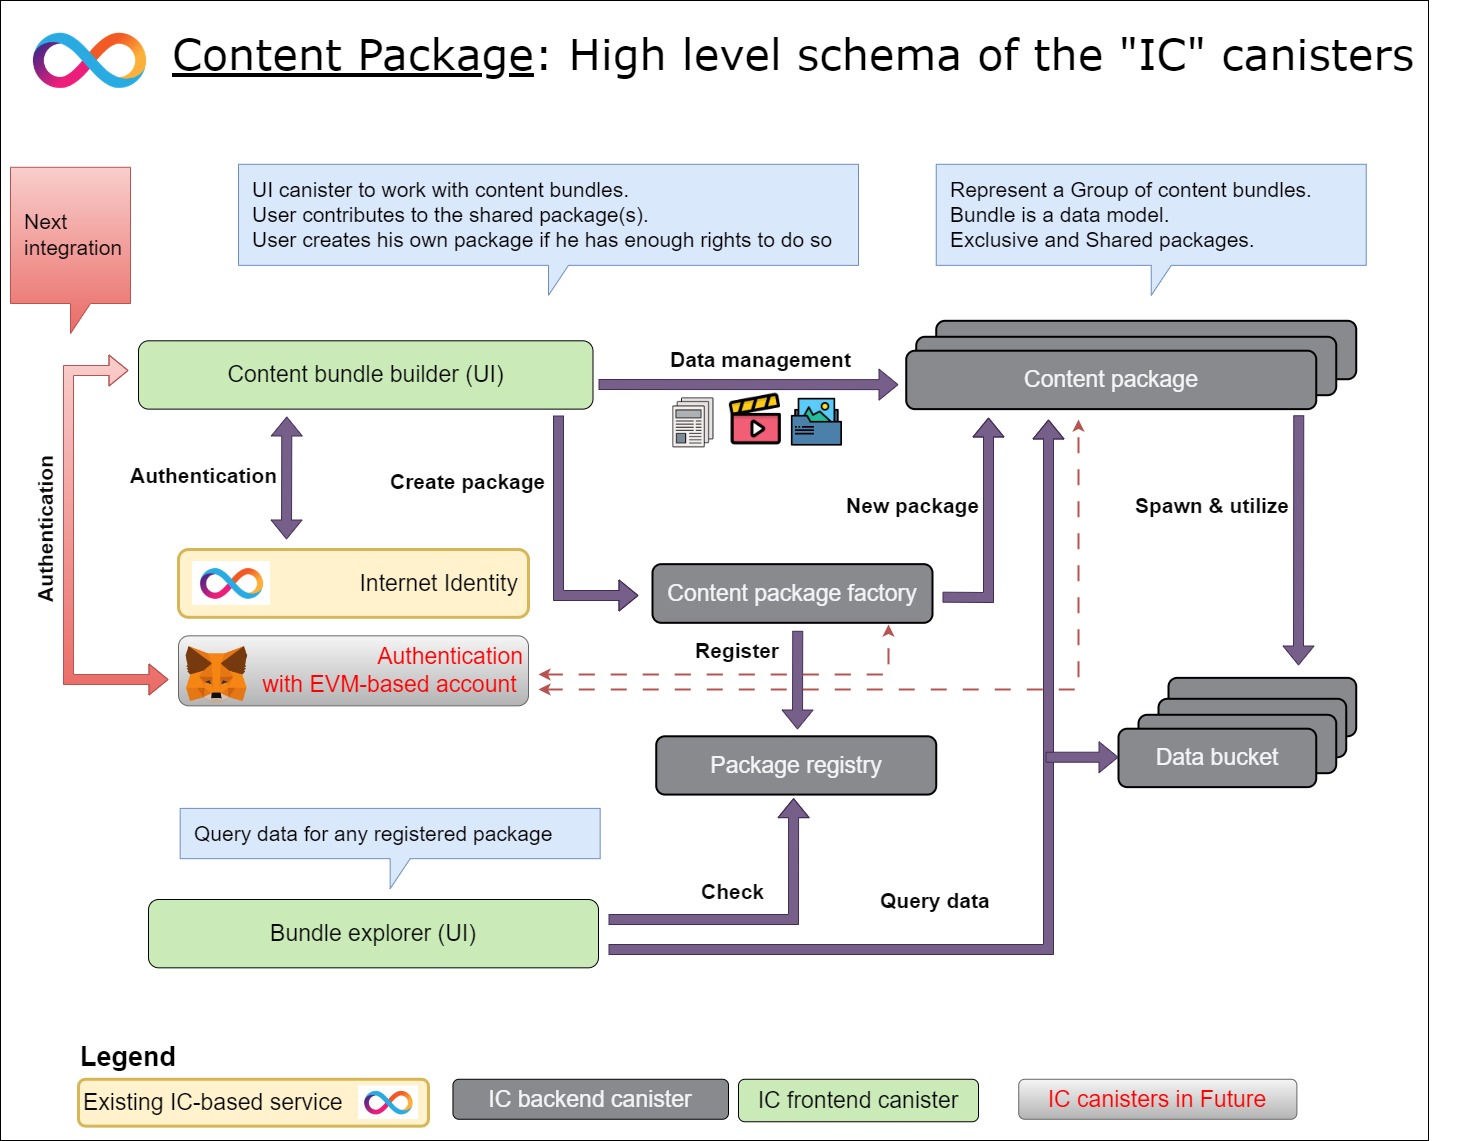 Content Package: High level schema of the "IC" canisters
Next
integration
UI canister to work with content bundles.
User contributes to the shared package(s).
User creates his own package if he has enough rights to do so
Represent a Group of content bundles.
Bundle is a data model.
Exclusive and Shared packages.
Content bundle builder (UI)
Data management
Content package
Authentication
Authentication
Create package
New package
Spawn & utilize
Internet Identity
Content package factory
Authentication
with EVM-based account
Register
Package registry
Data bucket
Query data for any registered package
Check
Query data
Bundle explorer (UI)
Legend
Existing IC-based service
IC backend canister
IC frontend canister
IC canisters in Future